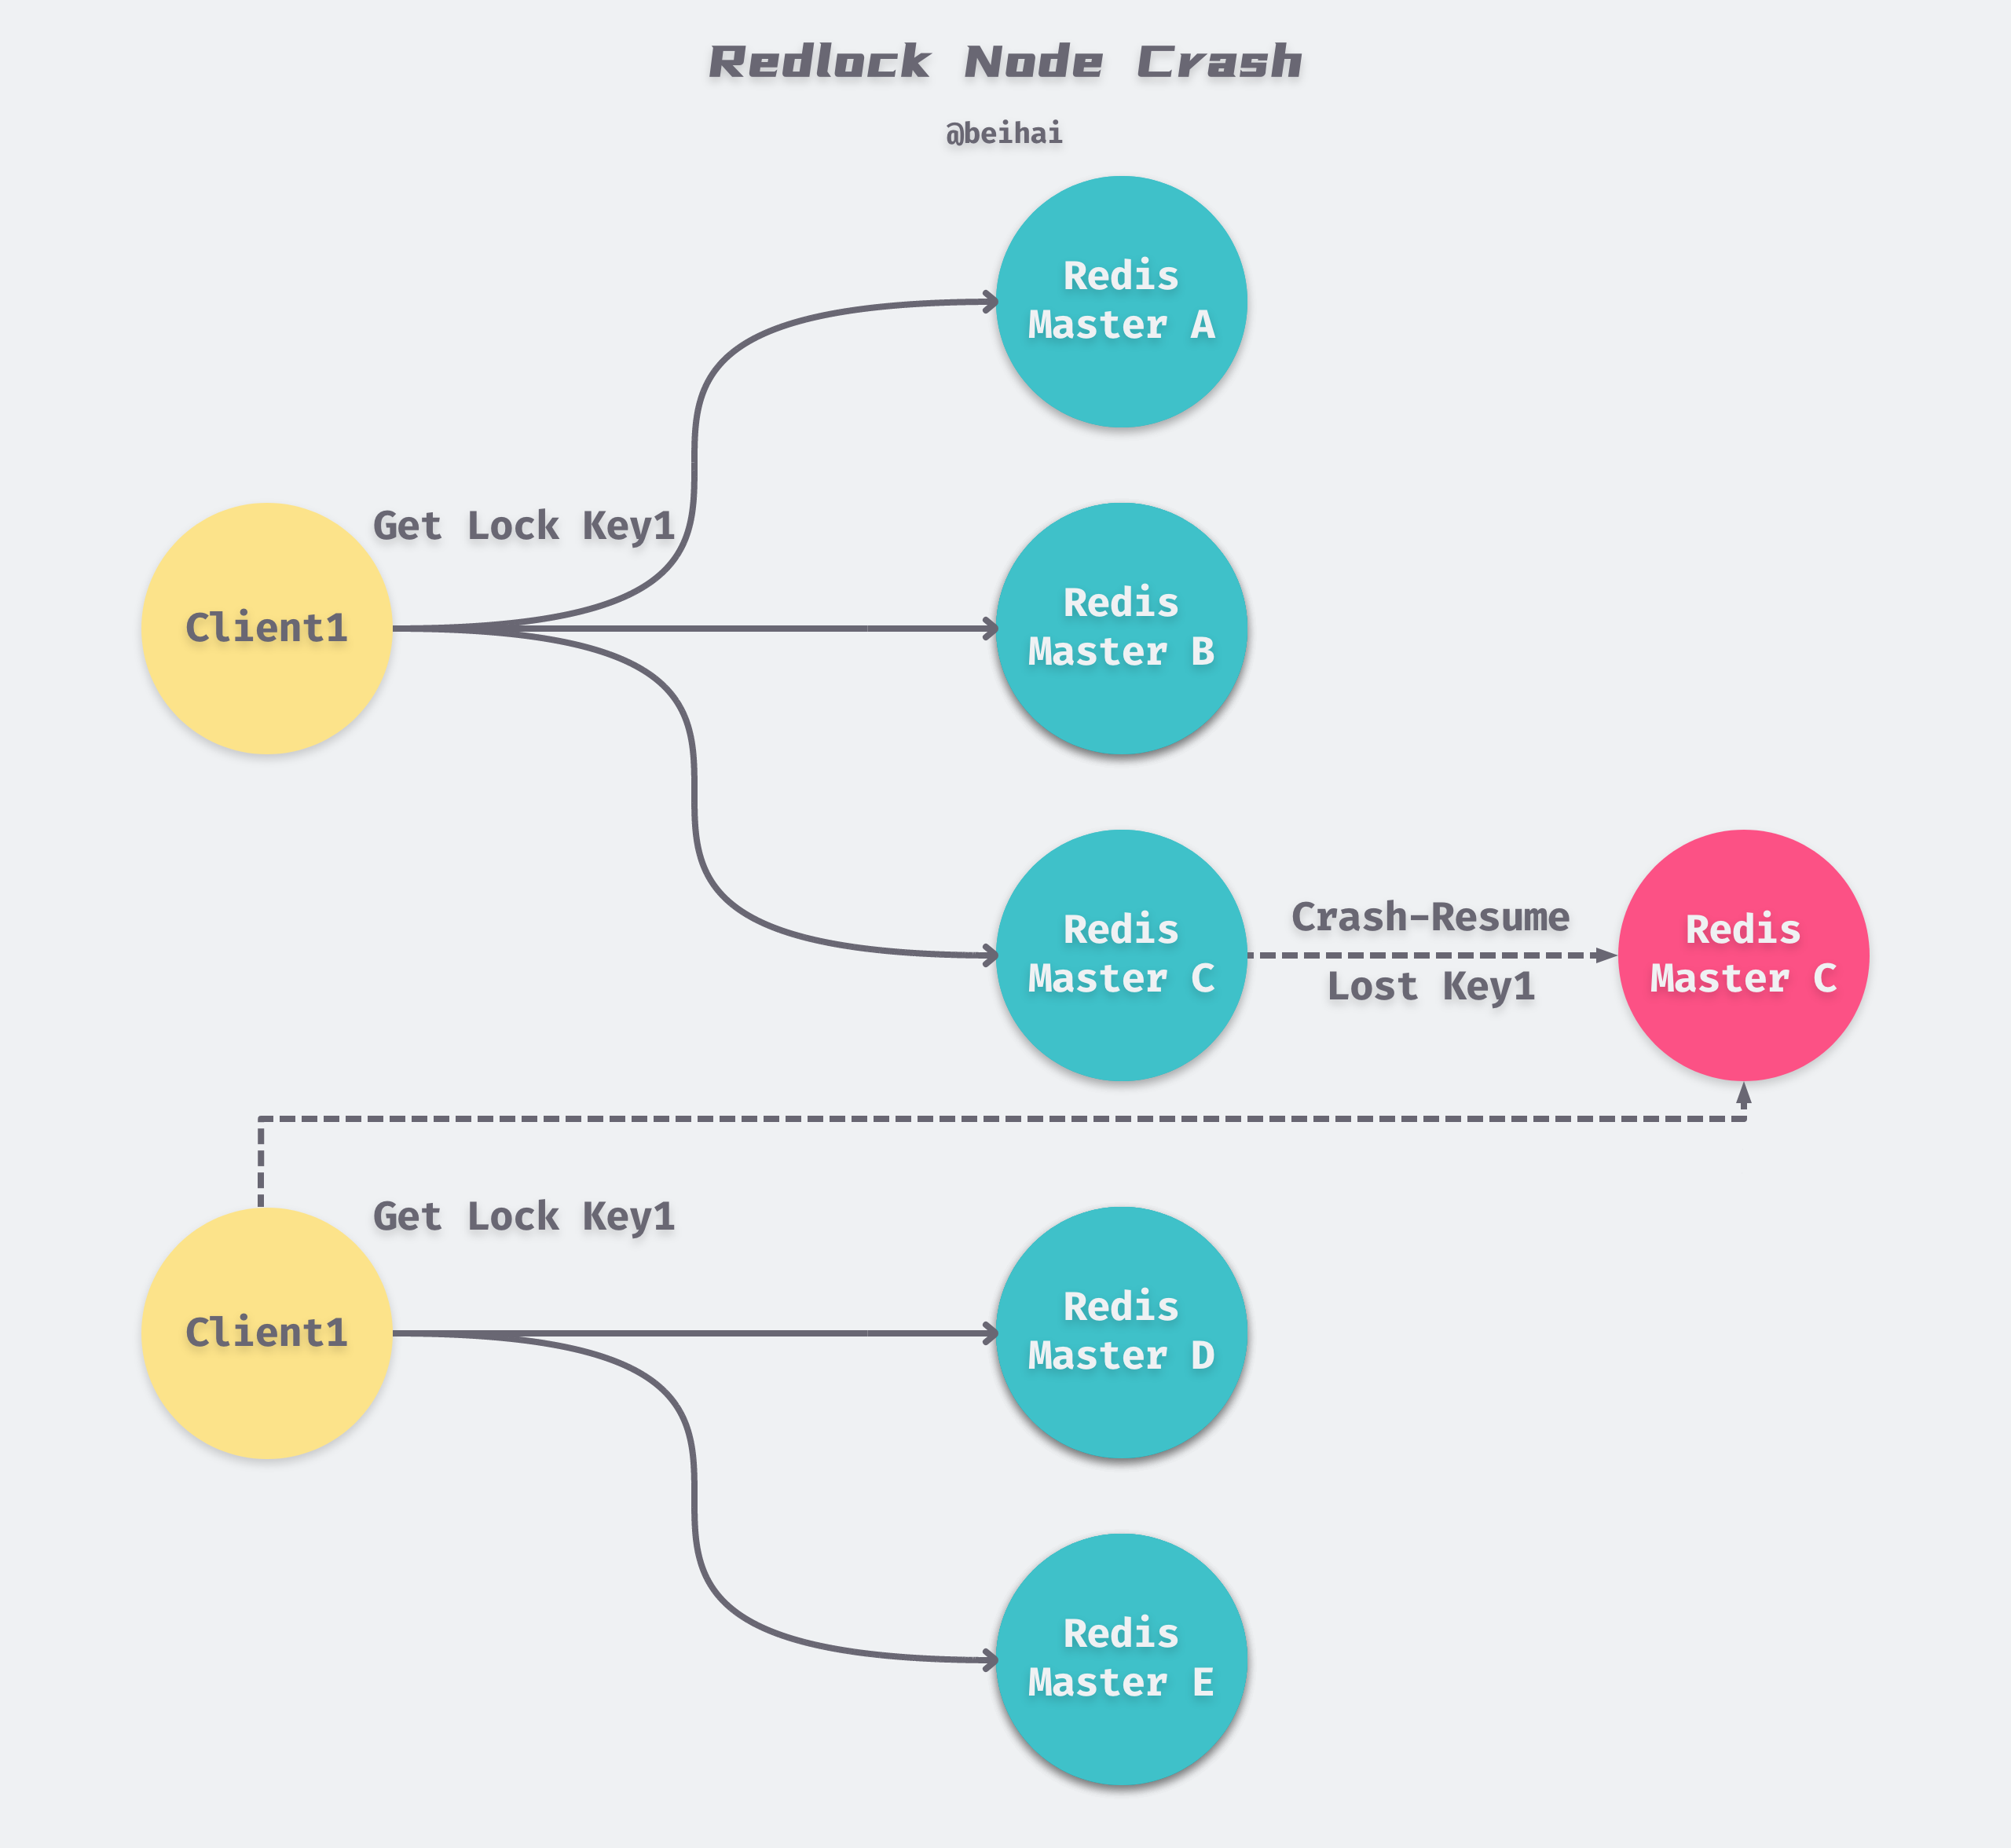 Redlock Node Crash
@beihai
Redis
Master A
Get Lock Key1
Client1
Redis
Master B
Redis
Master C
Crash-Resume
Lost Key1
Redis
Master C
Get Lock Key1
Client1
Redis
Master D
Redis
Master E